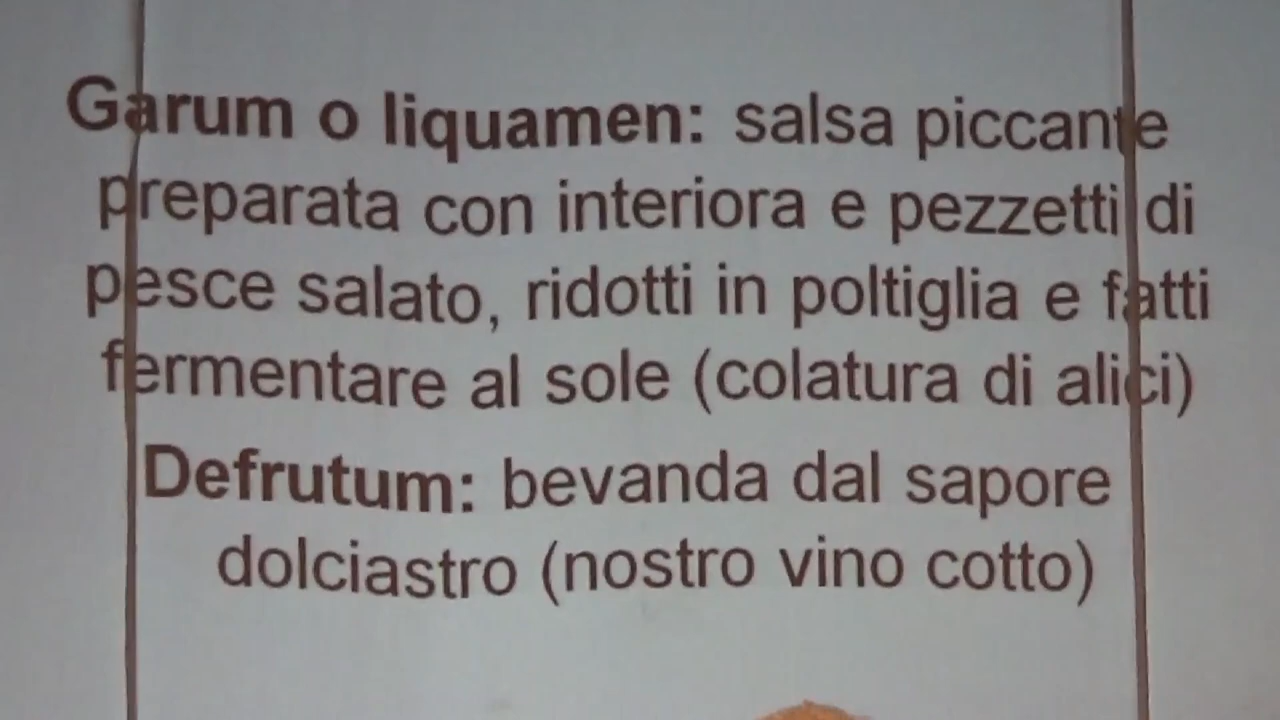 Garum o liquamen: salsa piccante
preparata con interiora e pezzetti di
pesce salato, ridotti in poltiglia e fatti
fermentare al sole (colatura di alici)
Defrutum: bevanda dal sapore
dolciastro (nostro vino cotto)